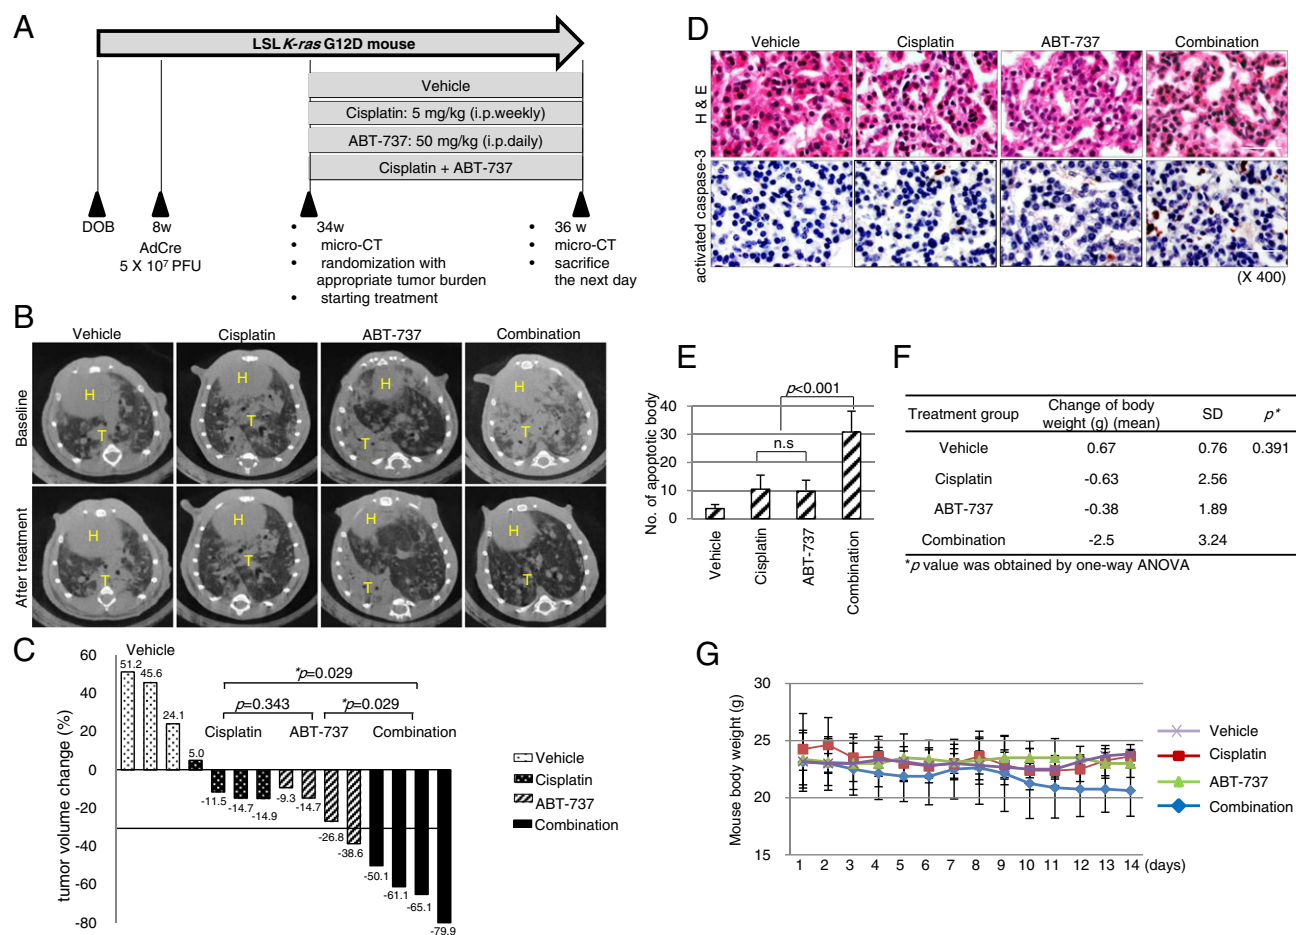 A
LSL K-ras G12D mouse
Vehicle
Cisplatin: 5 mg/kg (i.p.weekly)
ABT-737: 50 mg/kg (i.p.daily)
Cisplatin + ABT-737
DOB
8w
AdCre
5 X 10⁷ PFU
• 34w
• micro-CT
• randomization with
appropriate tumor burden
• starting treatment
• 36 w
• micro-CT
• sacrifice
the next day
B
Vehicle Cisplatin ABT-737 Combination
Baseline
H H H H
T T T T
After treatment
H H H H
T T T T
C
tumor volume change (%)
60
40
20
0
-20
-40
-60
-80
Vehicle
51.2
45.6
24.1
5.0
-11.5
-14.7
-14.9
-9.3
-14.7
-26.8
-38.6
-50.1
-61.1
-65.1
-79.9
*p=0.029
p=0.343
*p=0.029
Cisplatin ABT-737 Combination
Vehicle
Cisplatin
ABT-737
Combination
D
Vehicle Cisplatin ABT-737 Combination
H & E
activated caspase-3
(X 400)
E
No. of apoptotic body
40
30
20
10
0
p<0.001
n.s
Vehicle
Cisplatin
ABT-737
Combination
F
Treatment group Change of body weight (g) (mean) SD p*
Vehicle 0.67 0.76 0.391
Cisplatin -0.63 2.56
ABT-737 -0.38 1.89
Combination -2.5 3.24
*p value was obtained by one-way ANOVA
G
Mouse body weight (g)
30
25
20
15
1 2 3 4 5 6 7 8 9 10 11 12 13 14 (days)
Vehicle
Cisplatin
ABT-737
Combination